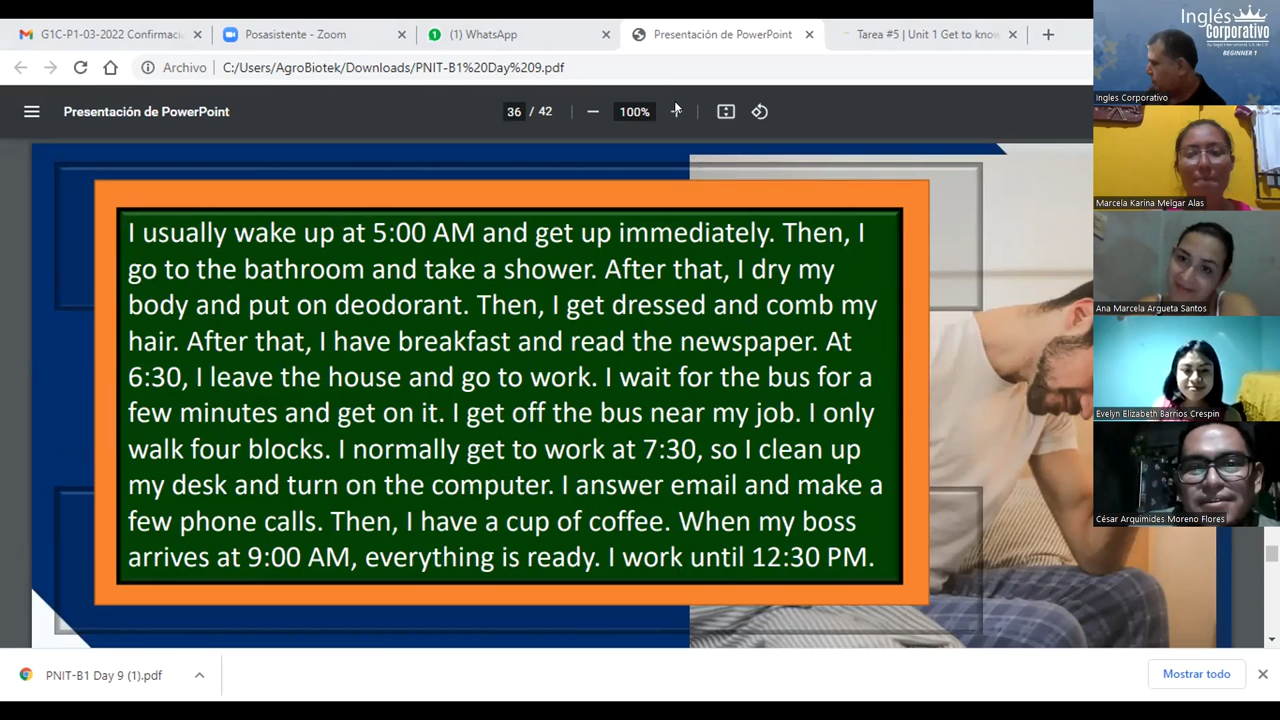 G1C-P1-03-2022 Confirmaci
Posasistente - Zoom
(1) WhatsApp
Presentación de PowerPoint
Tarea #5 | Unit 1 Get to know
Archivo
C:/Users/AgroBiotek/Downloads/PNIT-B1%20Day%209.pdf
Presentación de PowerPoint
36 / 42
100%
I usually wake up at 5:00 AM and get up immediately. Then, I
go to the bathroom and take a shower. After that, I dry my
body and put on deodorant. Then, I get dressed and comb my
hair. After that, I have breakfast and read the newspaper. At
6:30, I leave the house and go to work. I wait for the bus for a
few minutes and get on it. I get off the bus near my job. I only
walk four blocks. I normally get to work at 7:30, so I clean up
my desk and turn on the computer. I answer email and make a
few phone calls. Then, I have a cup of coffee. When my boss
arrives at 9:00 AM, everything is ready. I work until 12:30 PM.
Inglés
Corporativo
BEGINNER 1
Ingles Corporativo
Marcela Karina Melgar Alas
Ana Marcela Argueta Santos
Evelyn Elizabeth Barrios Crespin
César Arquimides Moreno Flores
PNIT-B1 Day 9 (1).pdf
Mostrar todo